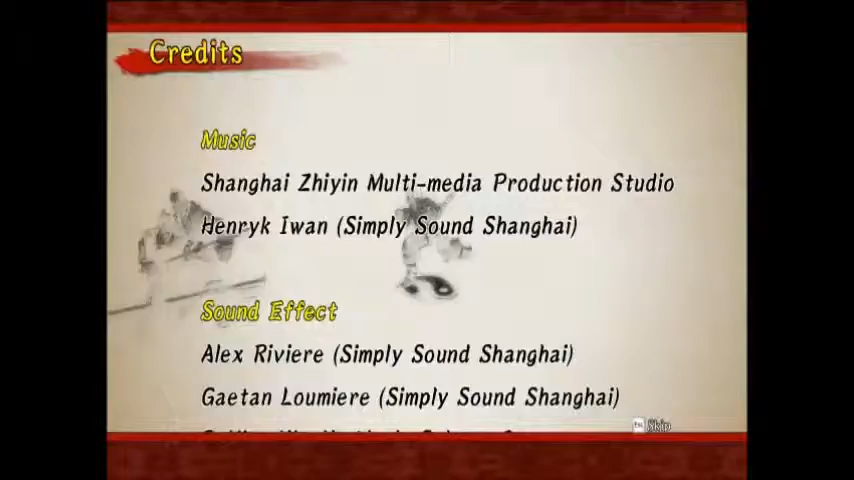 Credits
Music
Shanghai Zhiyin Multi-media Production Studio
Henryk Iwan (Simply Sound Shanghai)
Sound Effect
Alex Riviere (Simply Sound Shanghai)
Gaetan Loumiere (Simply Sound Shanghai)
Esc Skip